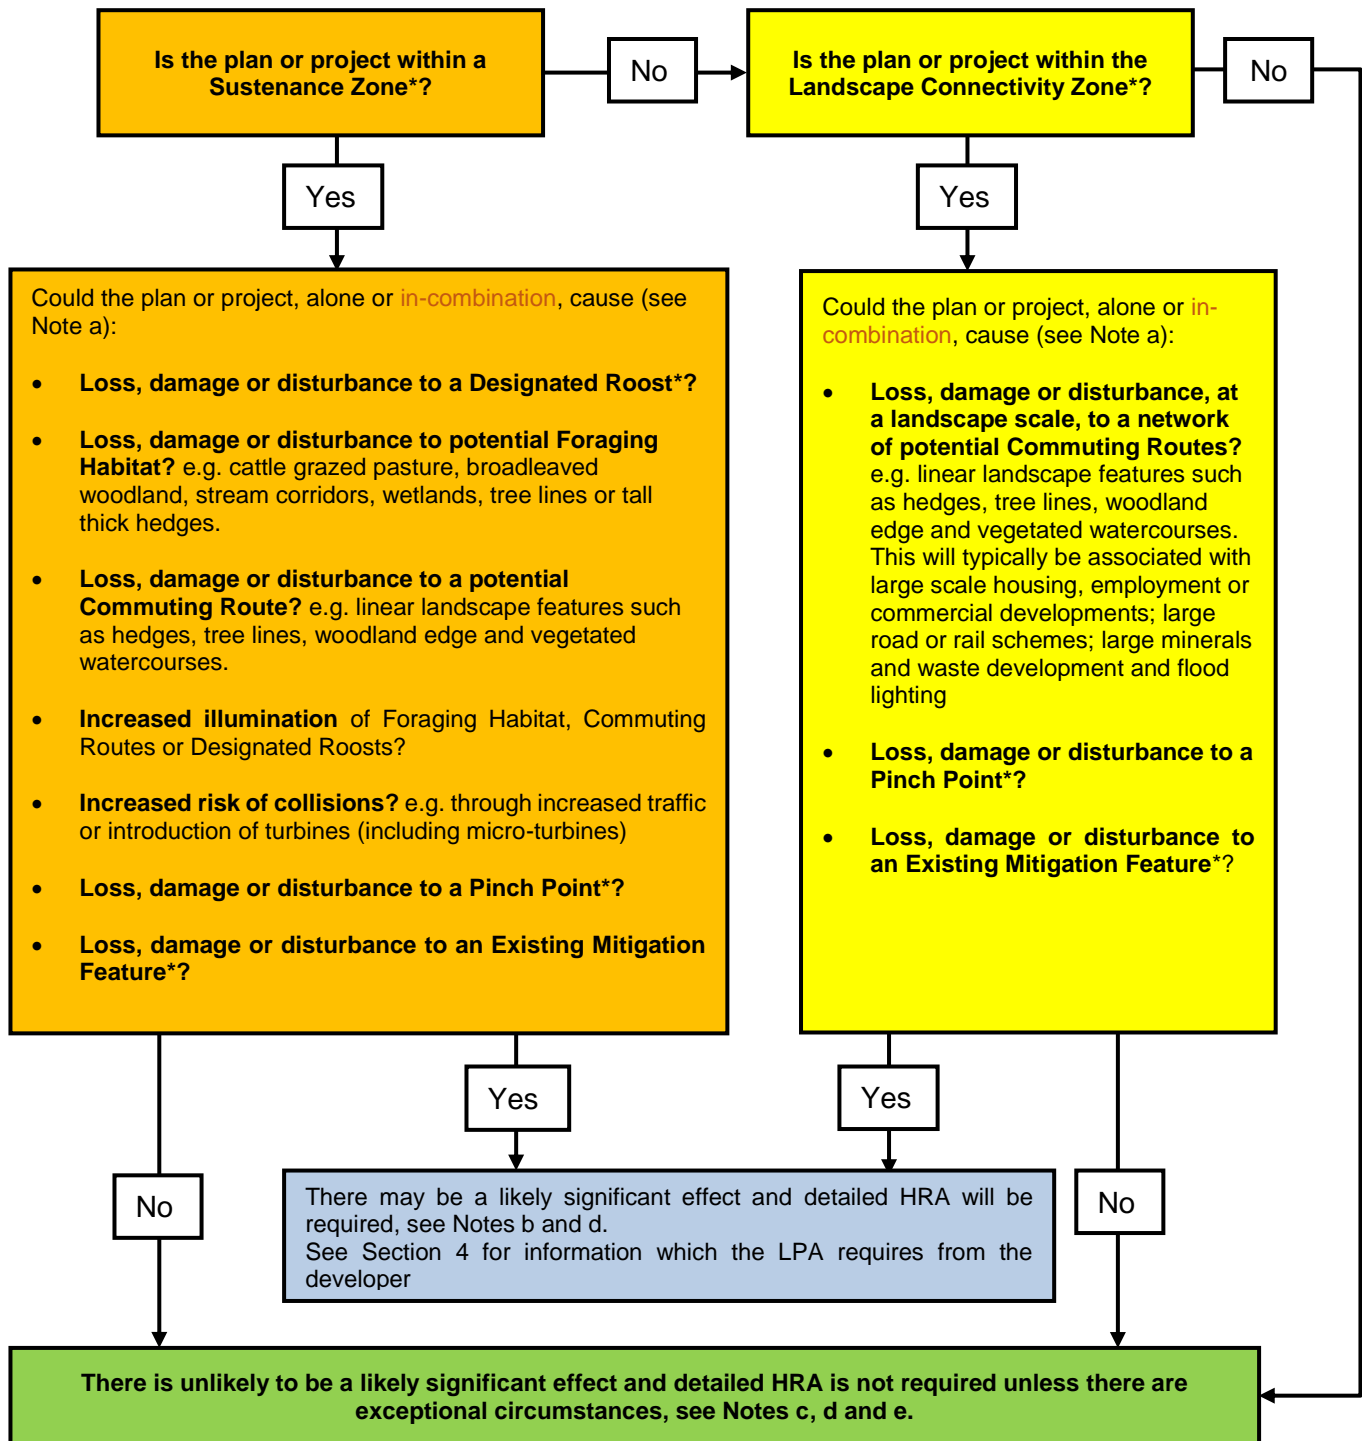 Is the plan or project within a
Sustenance Zone*?
No
Is the plan or project within the
Landscape Connectivity Zone*?
No
Yes
Yes
Could the plan or project, alone or in-combination, cause (see
Note a):
• Loss, damage or disturbance to a Designated Roost*?
• Loss, damage or disturbance to potential Foraging
Habitat? e.g. cattle grazed pasture, broadleaved
woodland, stream corridors, wetlands, tree lines or tall
thick hedges.
• Loss, damage or disturbance to a potential
Commuting Route? e.g. linear landscape features such
as hedges, tree lines, woodland edge and vegetated
watercourses.
• Increased illumination of Foraging Habitat, Commuting
Routes or Designated Roosts?
• Increased risk of collisions? e.g. through increased traffic
or introduction of turbines (including micro-turbines)
• Loss, damage or disturbance to a Pinch Point*?
• Loss, damage or disturbance to an Existing Mitigation
Feature*?
Could the plan or project, alone or in-
combination, cause (see Note a):
• Loss, damage or disturbance, at
a landscape scale, to a network
of potential Commuting Routes?
e.g. linear landscape features such
as hedges, tree lines, woodland
edge and vegetated watercourses.
This will typically be associated with
large scale housing, employment or
commercial developments; large
road or rail schemes; large minerals
and waste development and flood
lighting
• Loss, damage or disturbance to a
Pinch Point*?
• Loss, damage or disturbance to
an Existing Mitigation Feature*?
Yes
Yes
No
No
There may be a likely significant effect and detailed HRA will be
required, see Notes b and d.
See Section 4 for information which the LPA requires from the
developer
There is unlikely to be a likely significant effect and detailed HRA is not required unless there are
exceptional circumstances, see Notes c, d and e.